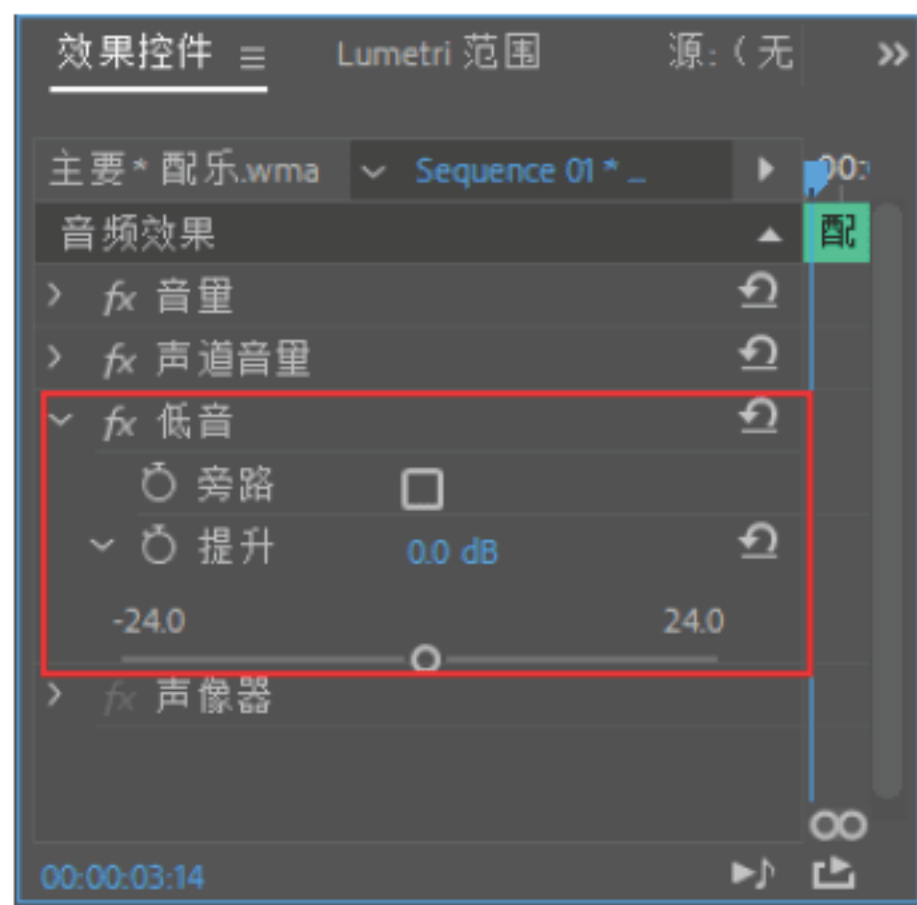 效果控件 Lumetri 范围 源:（无 »
主要* 配乐.wma Sequence 01 * _ 00:
音频效果 配
fx 音量
fx 声道音量
fx 低音
旁路
提升 0.0 dB
-24.0 24.0
fx 声像器
00:00:03:14